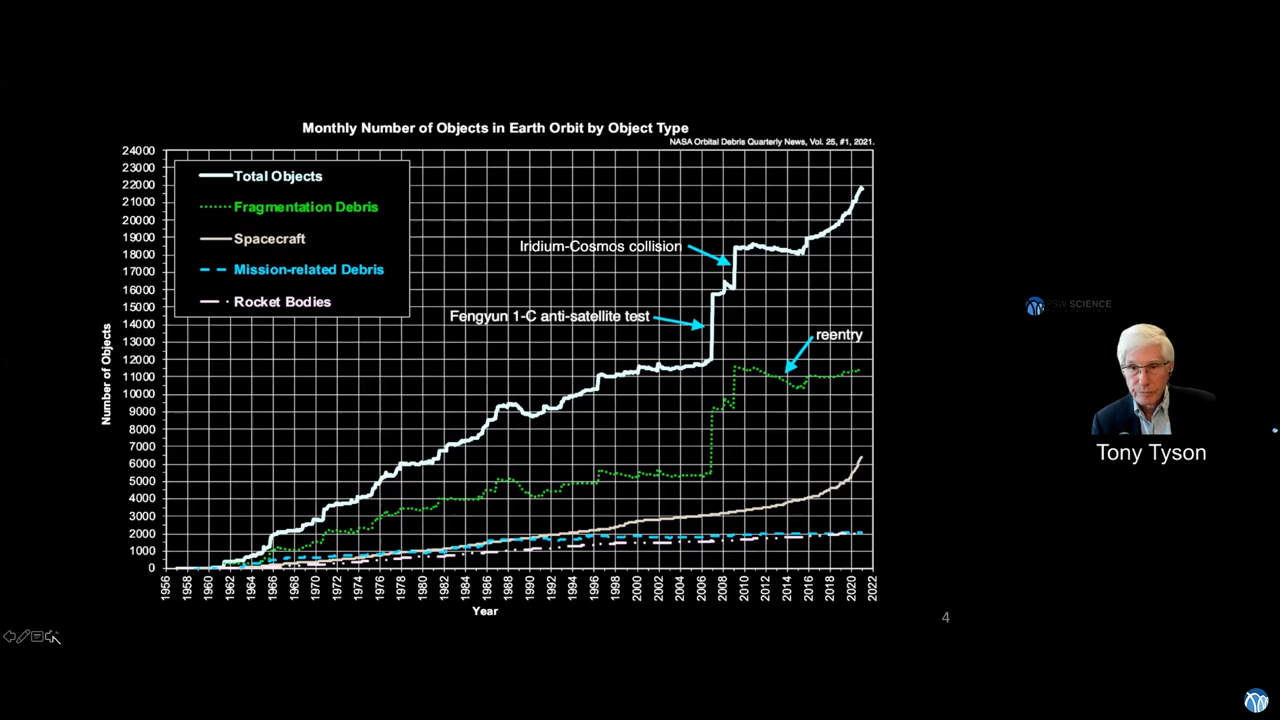 Monthly Number of Objects in Earth Orbit by Object Type
NASA Orbital Debris Quarterly News, Vol. 25, #1, 2021.
24000
23000
22000
21000
20000
19000
18000
17000
16000
15000
14000
13000
12000
11000
10000
9000
8000
7000
6000
5000
4000
3000
2000
1000
0
Number of Objects
Total Objects
Fragmentation Debris
Spacecraft
Mission-related Debris
Rocket Bodies
Iridium-Cosmos collision
Fengyun 1-C anti-satellite test
reentry
1956 1958 1960 1962 1964 1966 1968 1970 1972 1974 1976 1978 1980 1982 1984 1986 1988 1990 1992 1994 1996 1998 2000 2002 2004 2006 2008 2010 2012 2014 2016 2018 2020 2022
Year
4
PSW SCIENCE
Tony Tyson